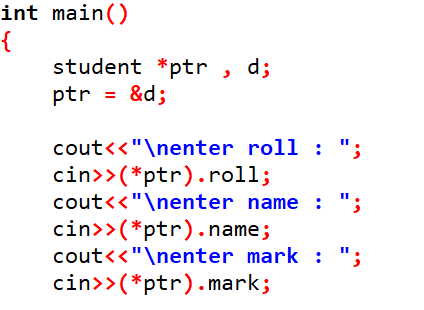 int main()
{
student *ptr , d;
ptr = &d;
cout<<"\nenter roll : ";
cin>>(*ptr).roll;
cout<<"\nenter name : ";
cin>>(*ptr).name;
cout<<"\nenter mark : ";
cin>>(*ptr).mark;